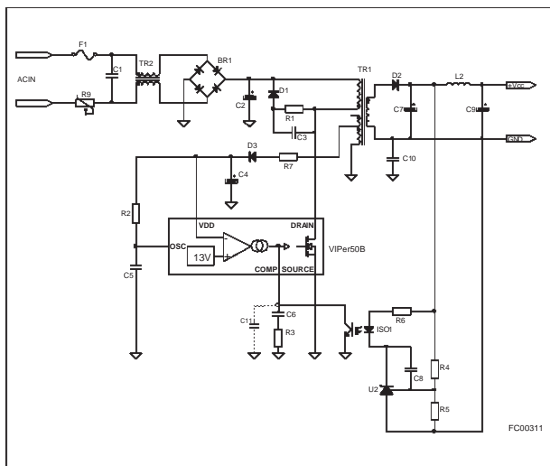 F1
BR1
TR2
TR1
D2
L2
+Vcc
ACIN
C1
D1
R9
C2
R1
C7
C9
C3
GND
D3
C10
C4
R7
R2
VDD
DRAIN
OSC
-
VIPer50B
13V
+
C5
COMP SOURCE
C11
C6
R6
ISO1
R3
R4
C8
U2
R5
FC00311